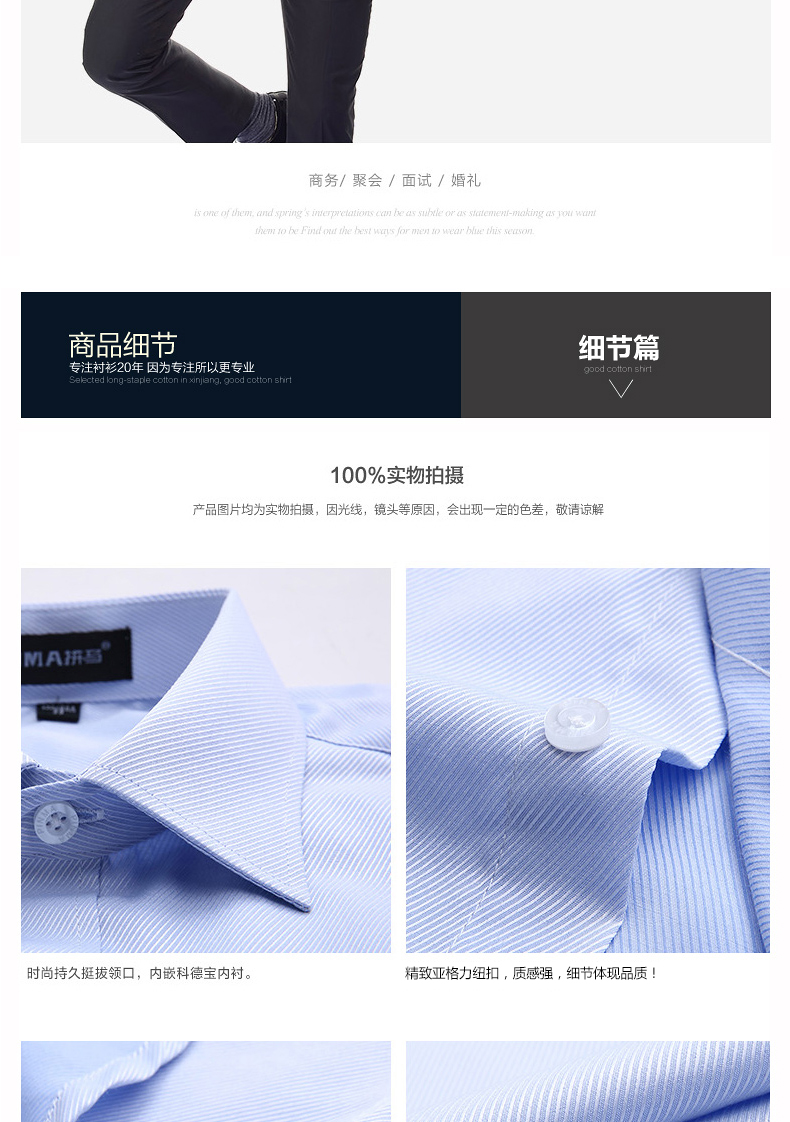 商务/ 聚会 / 面试 / 婚礼
is one of them, and spring's interpretations can be as subtle or as statement-making as you want
them to be Find out the best ways for men to wear blue this season.
商品细节
专注衬衫20年 因为专注所以更专业
Selected long-staple cotton in xinjiang, good cotton shirt
细节篇
good cotton shirt
100%实物拍摄
产品图片均为实物拍摄，因光线，镜头等原因，会出现一定的色差，敬请谅解
MA拼马®
时尚持久挺拔领口，内嵌科德宝内衬。
精致亚格力纽扣，质感强，细节体现品质！